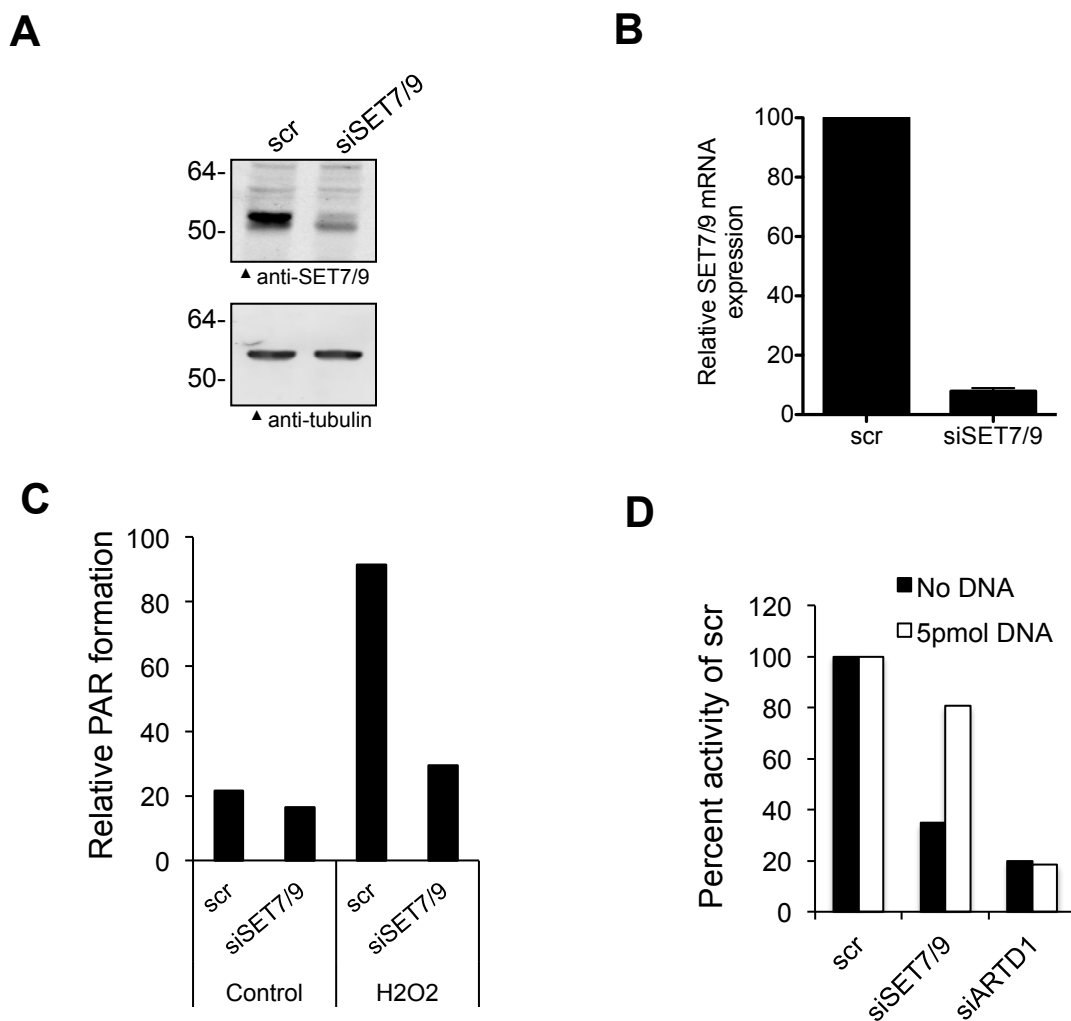 A
scr
siSET7/9
64-
50-
▲ anti-SET7/9
64-
50-
▲ anti-tubulin
B
Relative SET7/9 mRNA
expression
100
80
60
40
20
0
scr
siSET7/9
C
Relative PAR formation
100
80
60
40
20
0
scr
siSET7/9
scr
siSET7/9
Control
H2O2
D
No DNA
5pmol DNA
Percent activity of scr
120
100
80
60
40
20
0
scr
siSET7/9
siARTD1